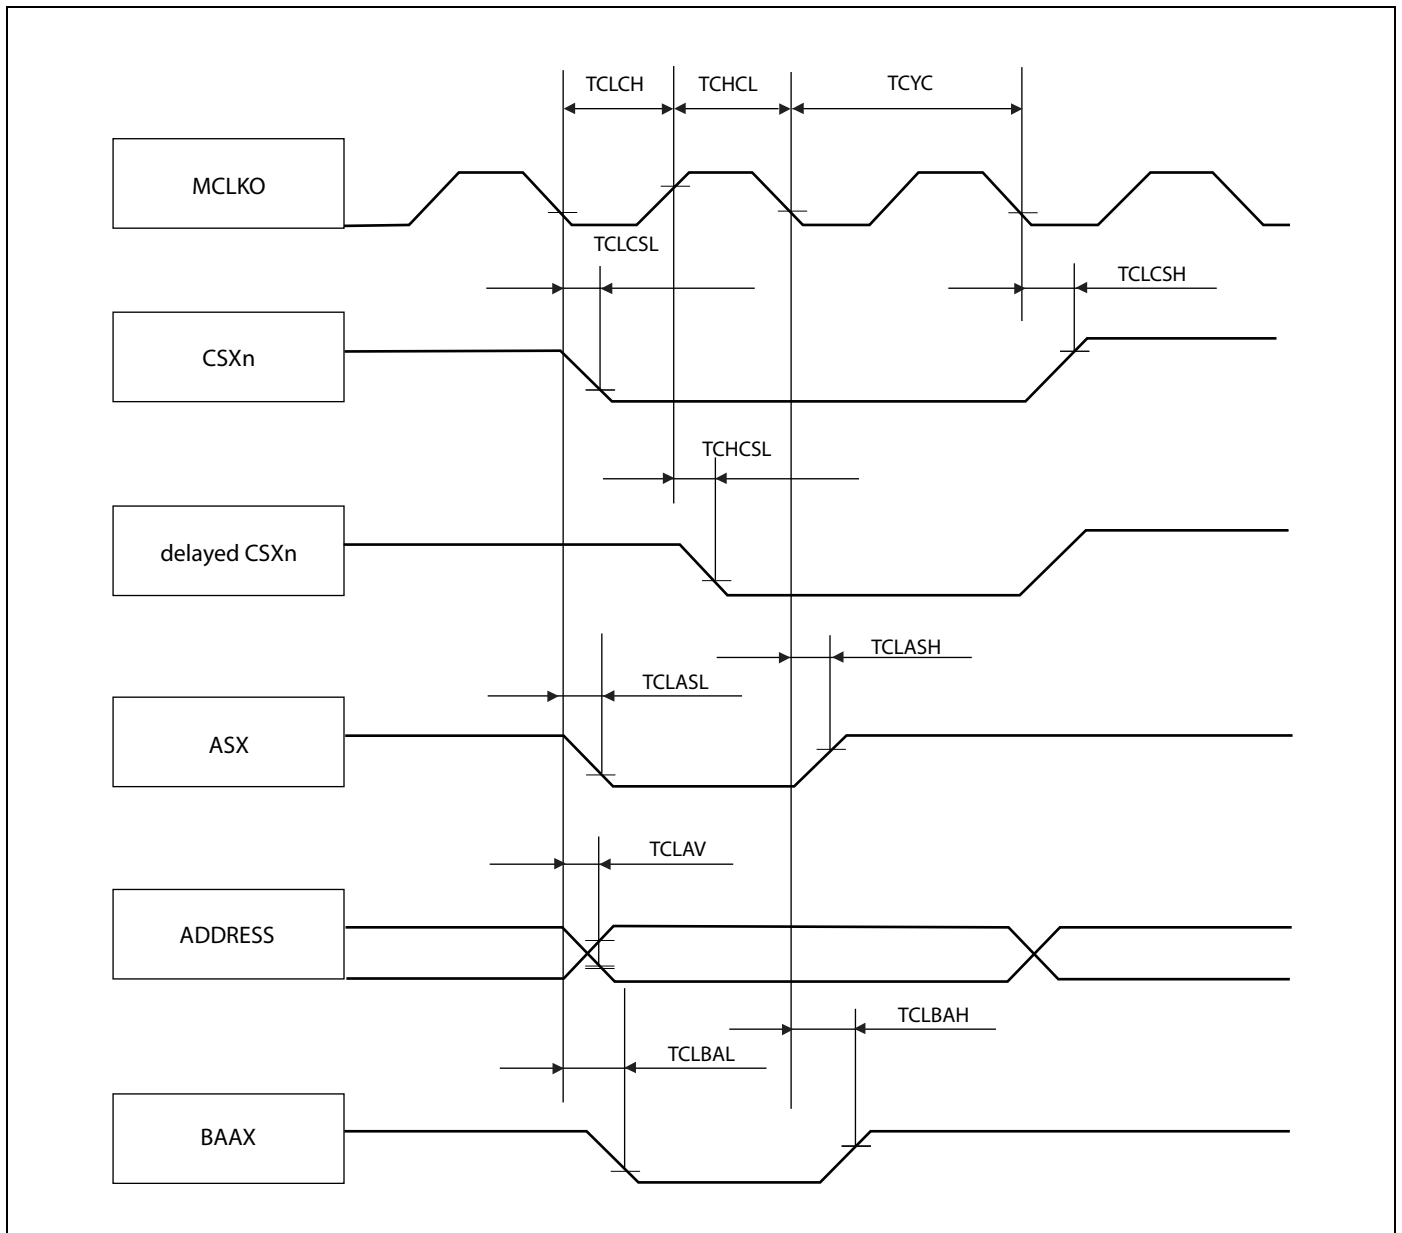 TCLCH
TCHCL
TCYC
MCLKO
TCLCSL
TCLCSH
CSXn
TCHCSL
delayed CSXn
TCLASH
TCLASL
ASX
TCLAV
ADDRESS
TCLBAH
TCLBAL
BAAX